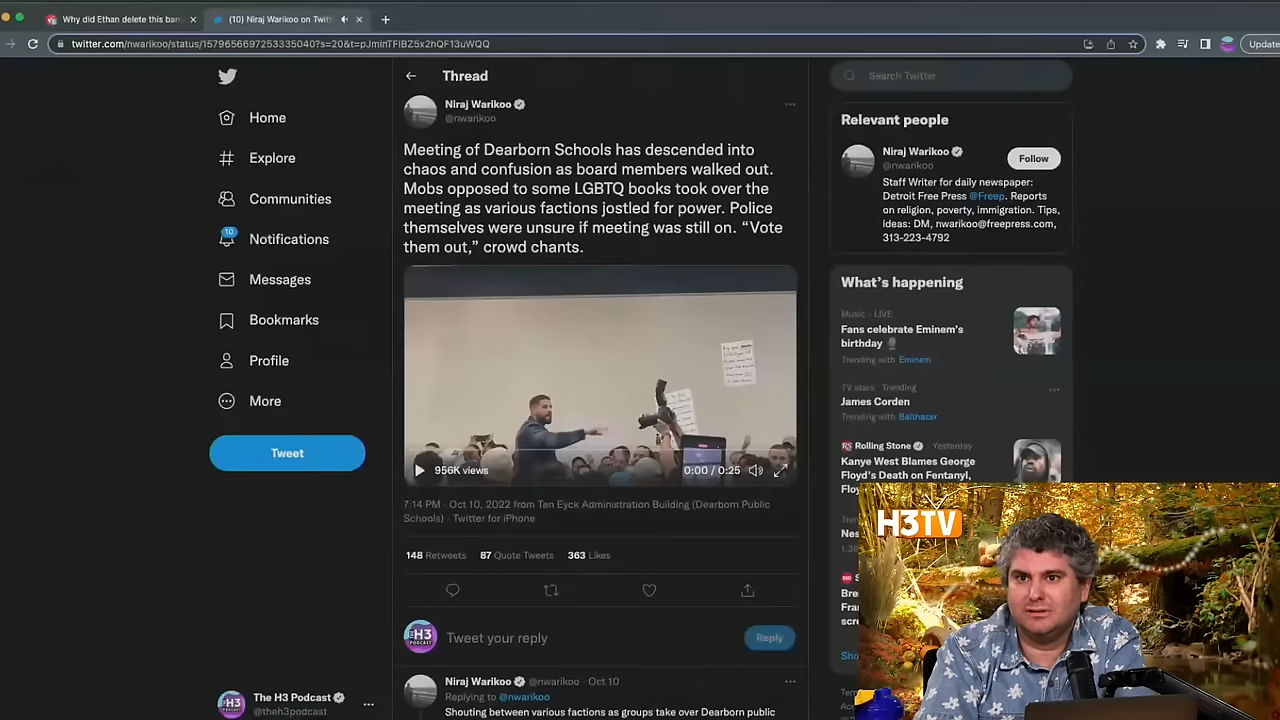 Why did Ethan delete this ban
(10) Niraj Warikoo on Twit
Update
twitter.com/nwarikoo/status/1579656697253335040?s=20&t=pJminTFIBZ5x2hQF13uWQQ
Home
Explore
Communities
10
Notifications
Messages
Bookmarks
Profile
More
Tweet
The H3 Podcast
@theh3podcast
Thread
Niraj Warikoo
@nwarikoo
Meeting of Dearborn Schools has descended into
chaos and confusion as board members walked out.
Mobs opposed to some LGBTQ books took over the
meeting as various factions jostled for power. Police
themselves were unsure if meeting was still on. “Vote
them out,” crowd chants.
956K views
0:00 / 0:25
7:14 PM · Oct 10, 2022 from Ten Eyck Administration Building (Dearborn Public
Schools) · Twitter for iPhone
148 Retweets 87 Quote Tweets 363 Likes
H3
PODCAST
Tweet your reply
Reply
Niraj Warikoo @nwarikoo · Oct 10
Replying to @nwarikoo
Shouting between various factions as groups take over Dearborn public
Search Twitter
Relevant people
Niraj Warikoo
@nwarikoo
Follow
Staff Writer for daily newspaper:
Detroit Free Press @Freep. Reports
on religion, poverty, immigration. Tips,
ideas: DM, nwarikoo@freepress.com,
313-223-4792
What's happening
Music · LIVE
Fans celebrate Eminem's
birthday
Trending with Eminem
TV stars · Trending
James Corden
Trending with Balthazar
RS Rolling Stone · Yesterday
Kanye West Blames George
Floyd's Death on Fentanyl,
H3TV